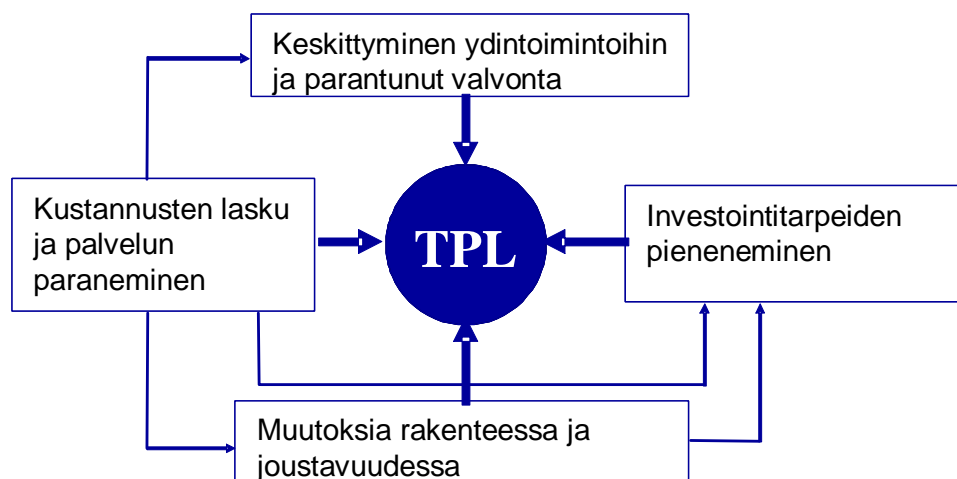 Keskittyminen ydintoimintoihin
ja parantunut valvonta
Kustannusten lasku
ja palvelun
paraneminen
TPL
Investointitarpeiden
pieneneminen
Muutoksia rakenteessa ja
joustavuudessa